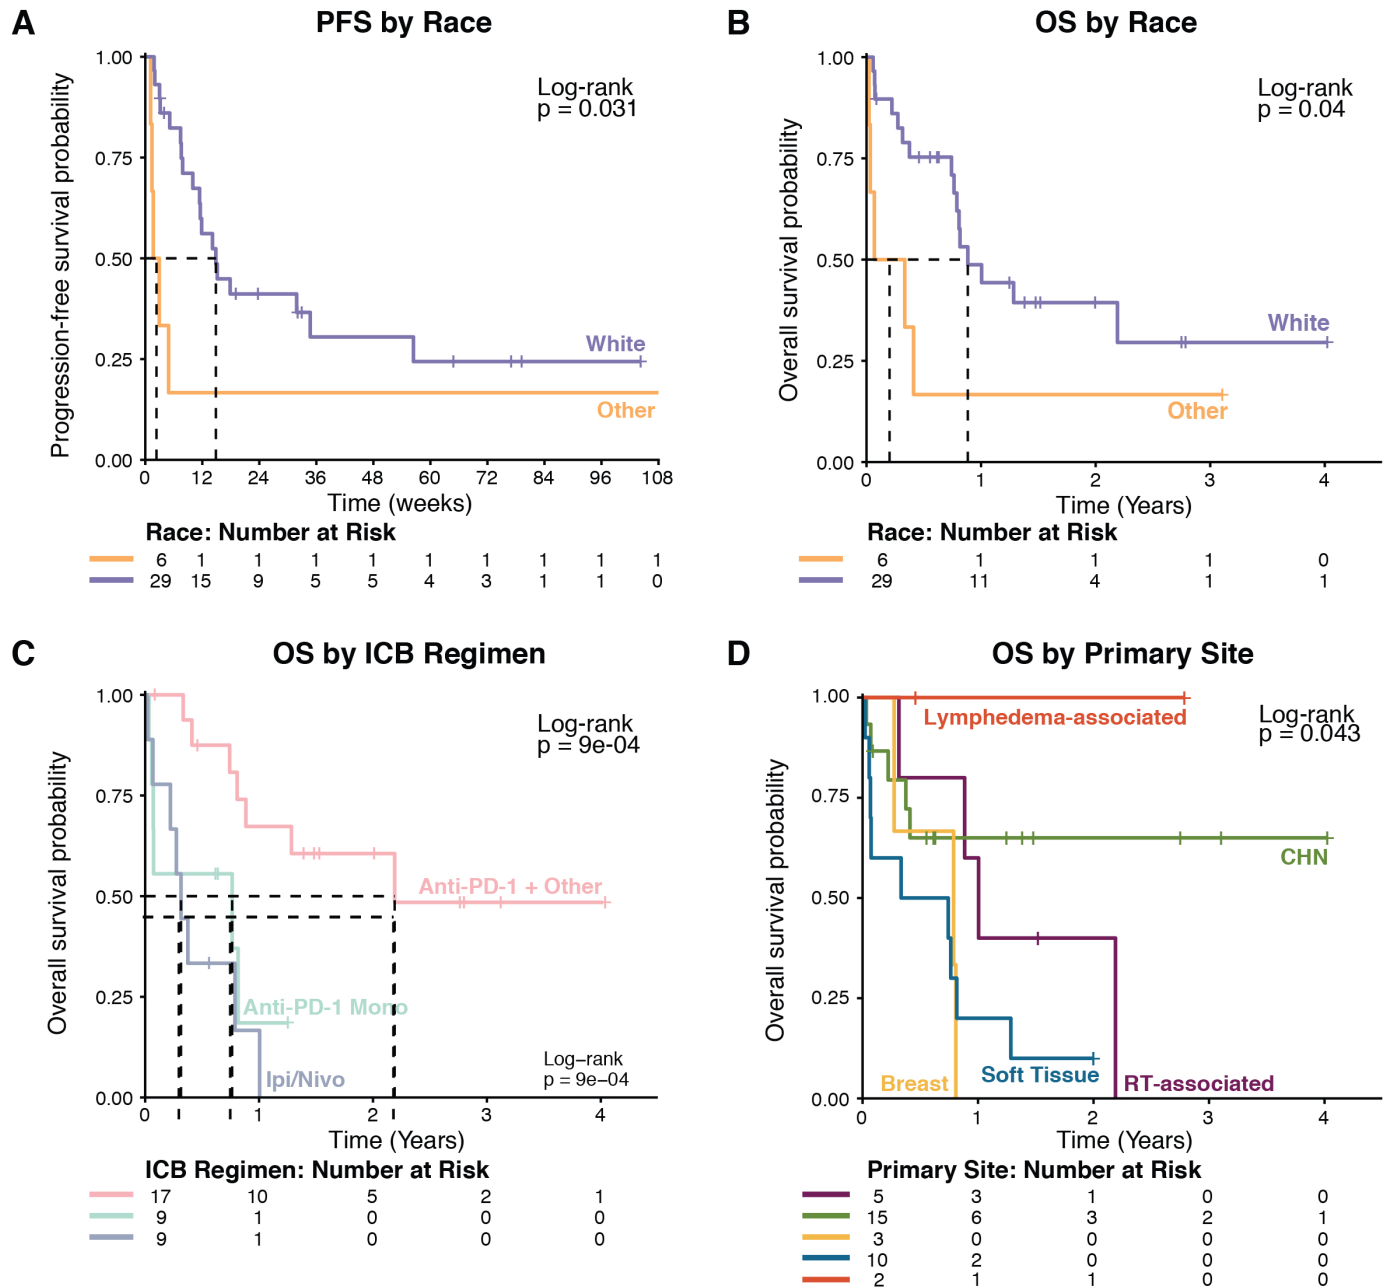 A
PFS by Race
Progression-free survival probability
1.00
0.75
0.50
0.25
0.00
Log-rank
p = 0.031
White
Other
0 12 24 36 48 60 72 84 96 108
Time (weeks)
Race: Number at Risk
6 1 1 1 1 1 1 1 1 1
29 15 9 5 5 4 3 1 1 0
B
OS by Race
Overall survival probability
1.00
0.75
0.50
0.25
0.00
Log-rank
p = 0.04
White
Other
0 1 2 3 4
Time (Years)
Race: Number at Risk
6 1 1 1 0
29 11 4 1 1
C
OS by ICB Regimen
Overall survival probability
1.00
0.75
0.50
0.25
0.00
Log-rank
p = 9e-04
Anti-PD-1 + Other
Anti-PD-1 Mono
Ipi/Nivo
Log−rank
p = 9e−04
0 1 2 3 4
Time (Years)
ICB Regimen: Number at Risk
17 10 5 2 1
9 1 0 0 0
9 1 0 0 0
D
OS by Primary Site
Overall survival probability
1.00
0.75
0.50
0.25
0.00
Lymphedema-associated
Log-rank
p = 0.043
CHN
Breast
Soft Tissue
RT-associated
0 1 2 3 4
Time (Years)
Primary Site: Number at Risk
5 3 1 0 0
15 6 3 2 1
3 0 0 0 0
10 2 0 0 0
2 1 1 0 0